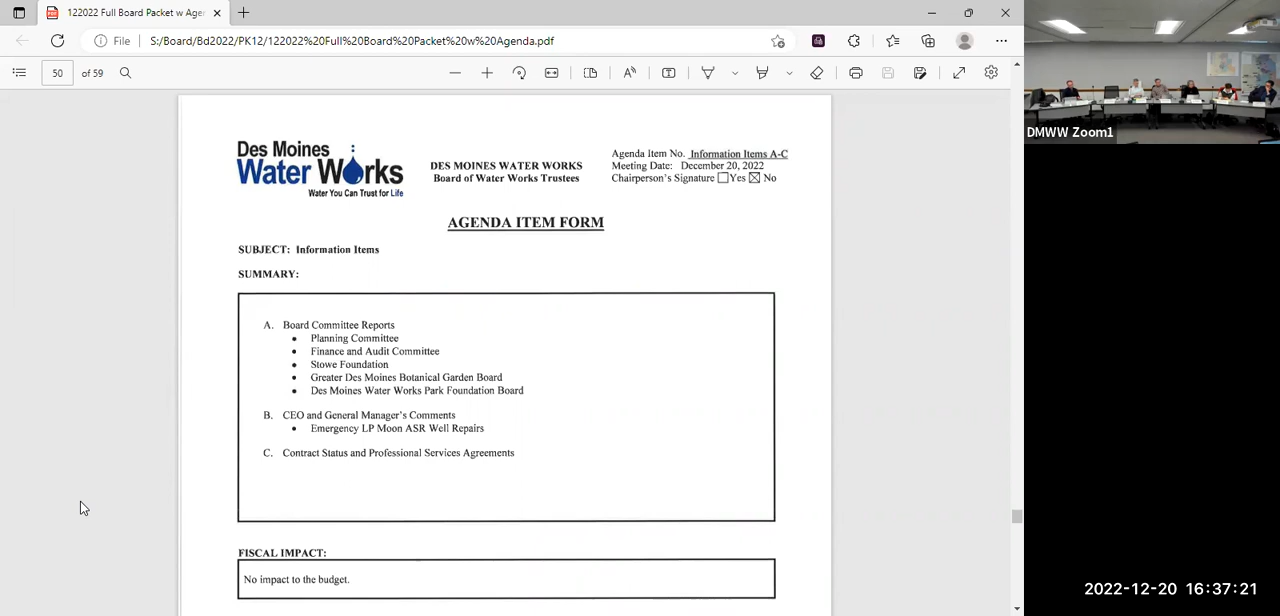 122022 Full Board Packet w Ager
File S:/Board/Bd2022/PK12/122022%20Full%20Board%20Packet%20w%20Agenda.pdf
50 of 59
Des Moines
Water Works
Water You Can Trust for Life
DES MOINES WATER WORKS
Board of Water Works Trustees
Agenda Item No. Information Items A-C
Meeting Date: December 20, 2022
Chairperson's Signature ☐ Yes ☒ No
AGENDA ITEM FORM
SUBJECT: Information Items
SUMMARY:
A. Board Committee Reports
• Planning Committee
• Finance and Audit Committee
• Stowe Foundation
• Greater Des Moines Botanical Garden Board
• Des Moines Water Works Park Foundation Board
B. CEO and General Manager's Comments
• Emergency LP Moon ASR Well Repairs
C. Contract Status and Professional Services Agreements
FISCAL IMPACT:
No impact to the budget.
DMWW Zoom1
2022-12-20 16:37:21